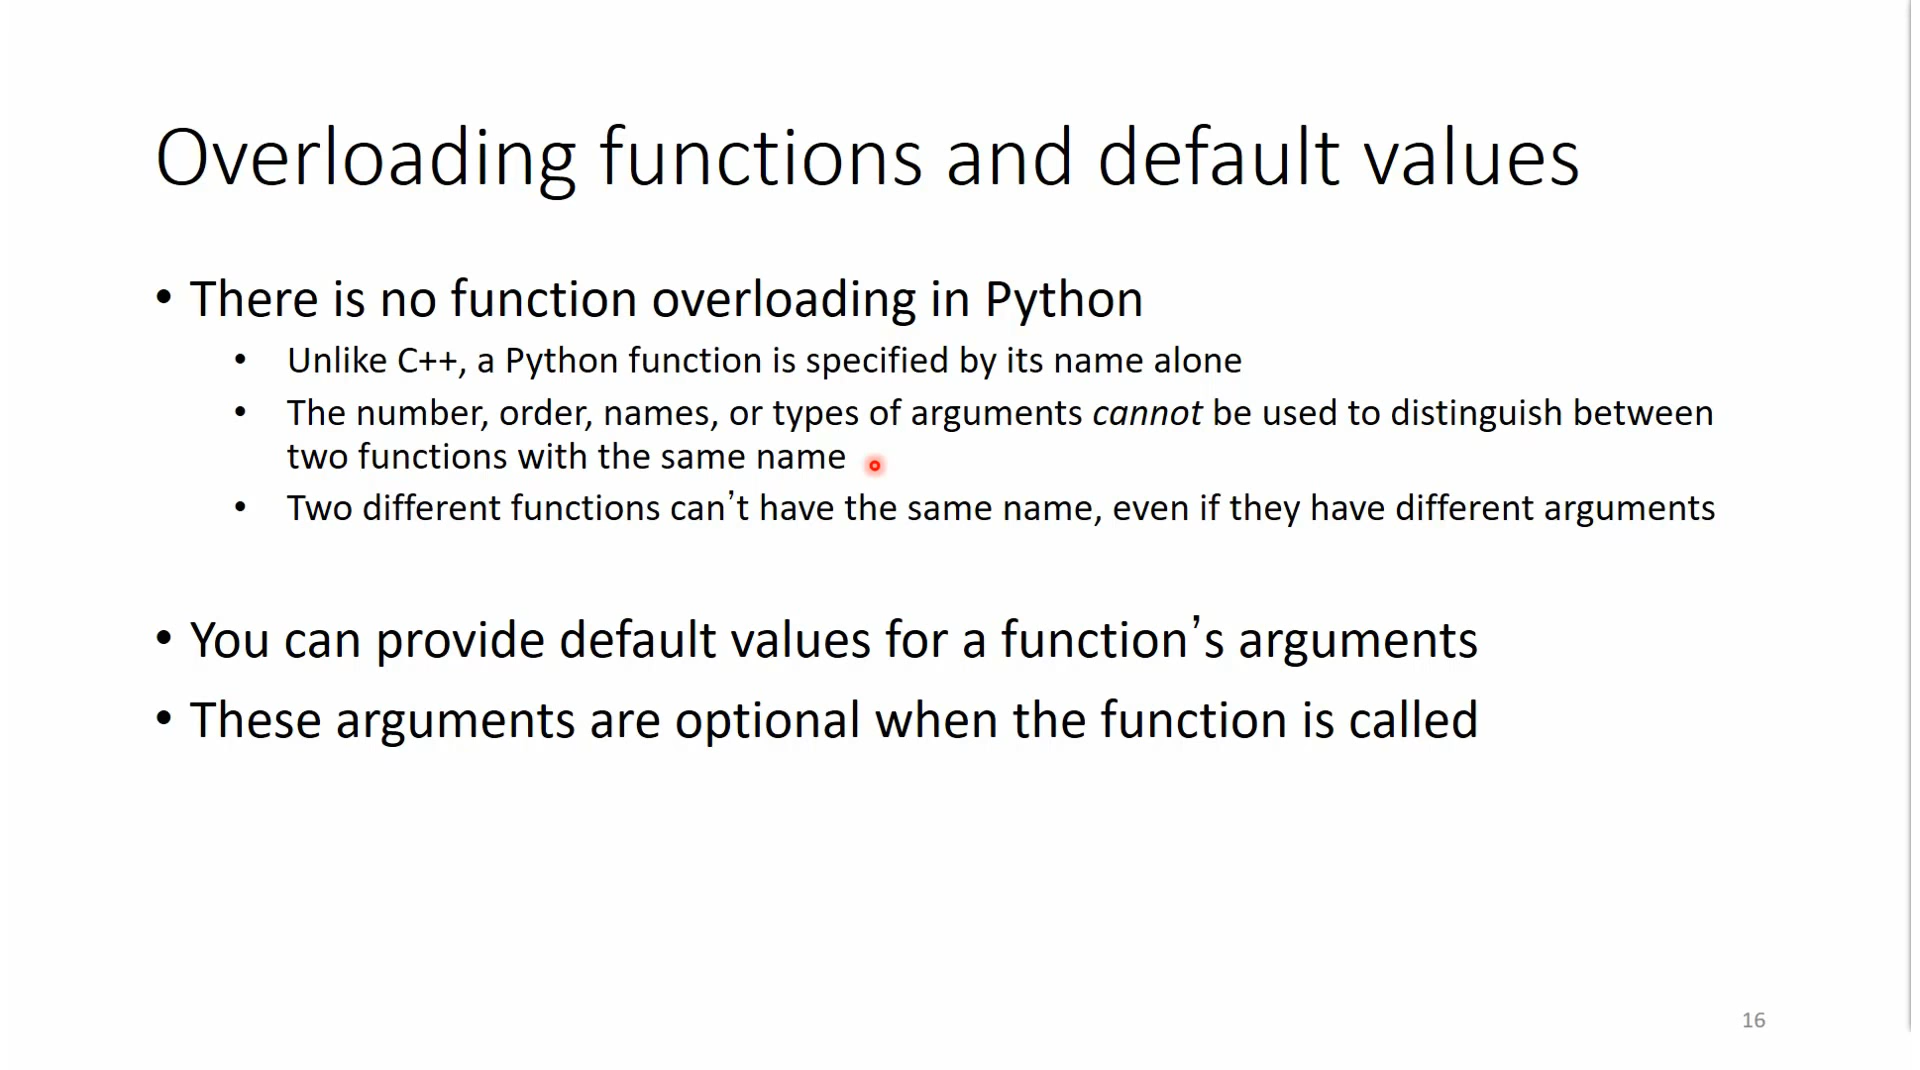 Overloading functions and default values
• There is no function overloading in Python
• Unlike C++, a Python function is specified by its name alone
• The number, order, names, or types of arguments cannot be used to distinguish between
two functions with the same name
• Two different functions can’t have the same name, even if they have different arguments
• You can provide default values for a function’s arguments
• These arguments are optional when the function is called
16